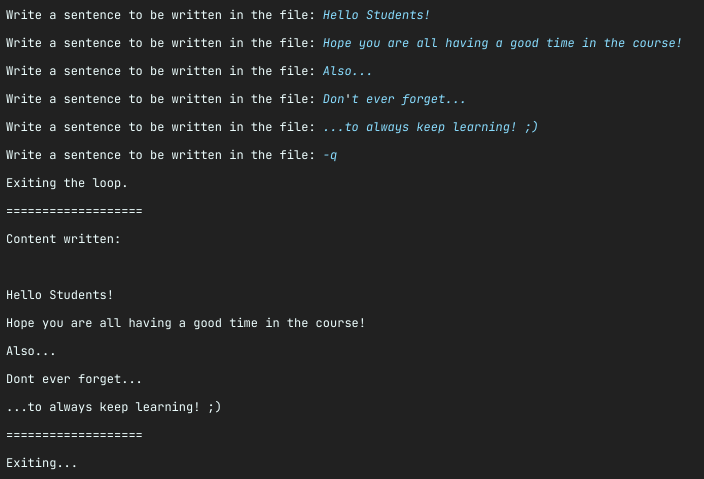 Write a sentence to be written in the file: Hello Students!
Write a sentence to be written in the file: Hope you are all having a good time in the course!
Write a sentence to be written in the file: Also...
Write a sentence to be written in the file: Don't ever forget...
Write a sentence to be written in the file: ...to always keep learning! ;)
Write a sentence to be written in the file: -q
Exiting the loop.
===================
Content written:

Hello Students!
Hope you are all having a good time in the course!
Also...
Dont ever forget...
...to always keep learning! ;)
===================
Exiting...